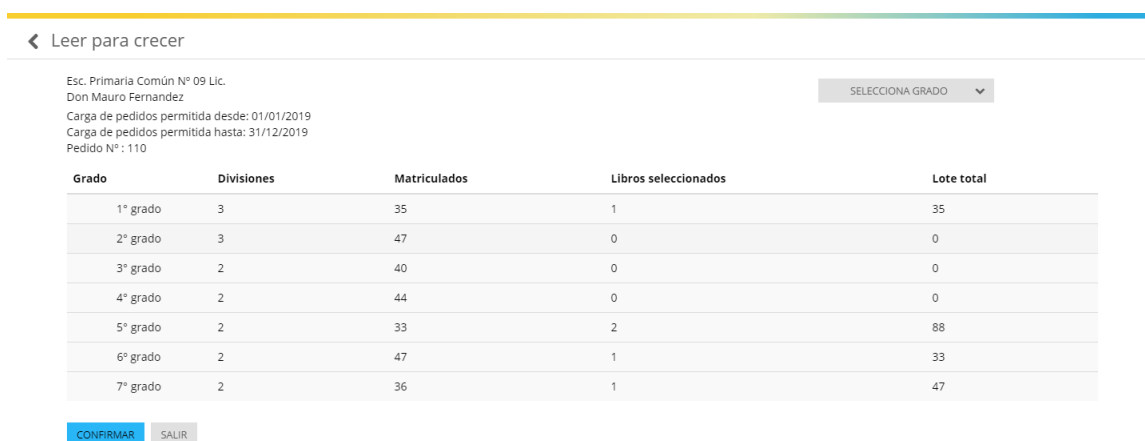 Leer para crecer
Esc. Primaria Común Nº 09 Lic.
Don Mauro Fernandez
SELECCIONA GRADO
Carga de pedidos permitida desde: 01/01/2019
Carga de pedidos permitida hasta: 31/12/2019
Pedido Nº : 110
Grado Divisiones Matriculados Libros seleccionados Lote total
1° grado 3 35 1 35
2° grado 3 47 0 0
3° grado 2 40 0 0
4° grado 2 44 0 0
5° grado 2 33 2 88
6º grado 2 47 1 33
7° grado 2 36 1 47
CONFIRMAR SALIR